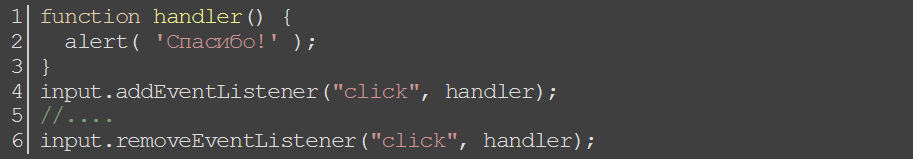 1 function handler() {
2   alert( 'Спасибо!' );
3 }
4 input.addEventListener("click", handler);
5 //....
6 input.removeEventListener("click", handler);